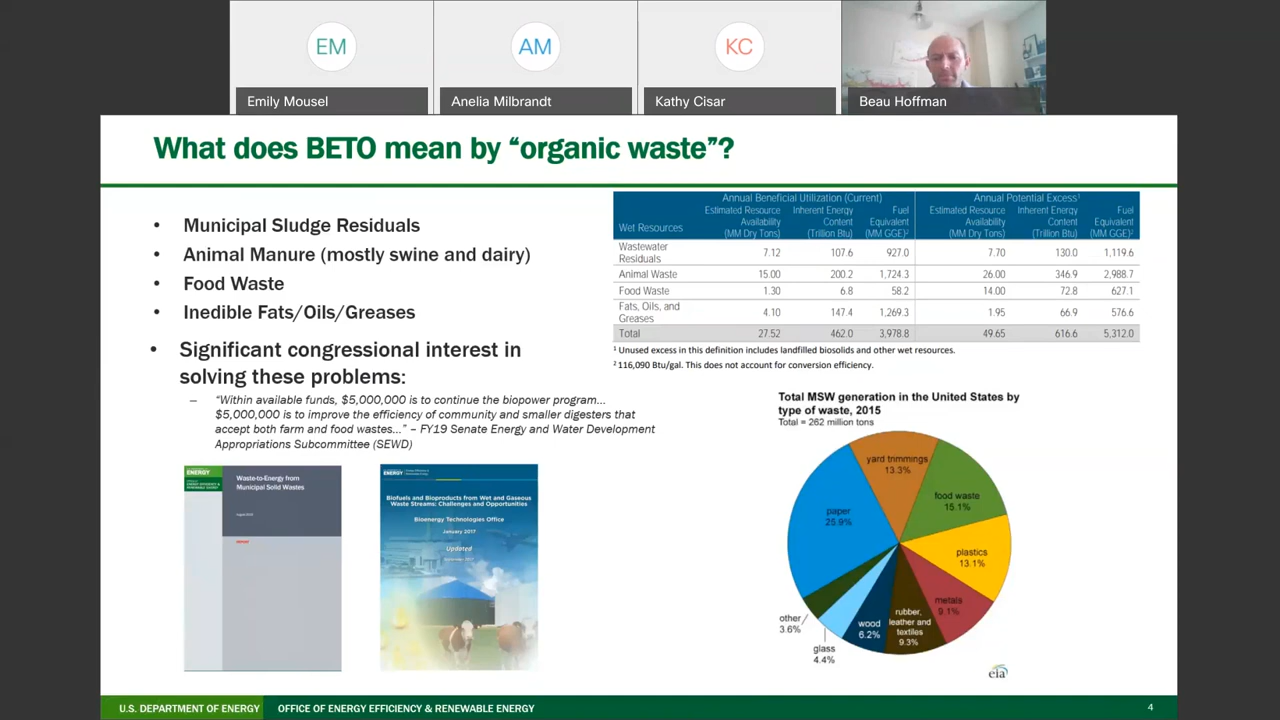 EM
AM
KC
Emily Mousel
Anelia Milbrandt
Kathy Cisar
Beau Hoffman
What does BETO mean by “organic waste”?
• Municipal Sludge Residuals
• Animal Manure (mostly swine and dairy)
• Food Waste
• Inedible Fats/Oils/Greases
• Significant congressional interest in
solving these problems:
– “Within available funds, $5,000,000 is to continue the biopower program…
$5,000,000 is to improve the efficiency of community and smaller digesters that
accept both farm and food wastes…” – FY19 Senate Energy and Water Development
Appropriations Subcommittee (SEWD)
ENERGY
Waste-to-Energy from
Municipal Solid Wastes
REPORT
ENERGY
Biofuels and Bioproducts from Wet and Gaseous
Waste Streams: Challenges and Opportunities
Bioenergy Technologies Office
January 2017
Updated
Annual Beneficial Utilization (Current) Annual Potential Excess1
Wet Resources Estimated Resource Availability (MM Dry Tons) Inherent Energy Content (Trillion Btu) Fuel Equivalent (MM GGE)2 Estimated Resource Availability (MM Dry Tons) Inherent Energy Content (Trillion Btu) Fuel Equivalent (MM GGE)2
Wastewater Residuals 7.12 107.6 927.0 7.70 130.0 1,119.6
Animal Waste 15.00 200.2 1,724.3 26.00 346.9 2,988.7
Food Waste 1.30 6.8 58.2 14.00 72.8 627.1
Fats, Oils, and Greases 4.10 147.4 1,269.3 1.95 66.9 576.6
Total 27.52 462.0 3,978.8 49.65 616.6 5,312.0
1 Unused excess in this definition includes landfilled biosolids and other wet resources.
2 116,090 Btu/gal. This does not account for conversion efficiency.
Total MSW generation in the United States by
type of waste, 2015
Total = 262 million tons
yard trimmings
13.3%
food waste
15.1%
paper
25.9%
plastics
13.1%
metals
9.1%
rubber,
leather and
textiles
9.3%
wood
6.2%
other
3.6%
glass
4.4%
eia
U.S. DEPARTMENT OF ENERGY OFFICE OF ENERGY EFFICIENCY & RENEWABLE ENERGY 4